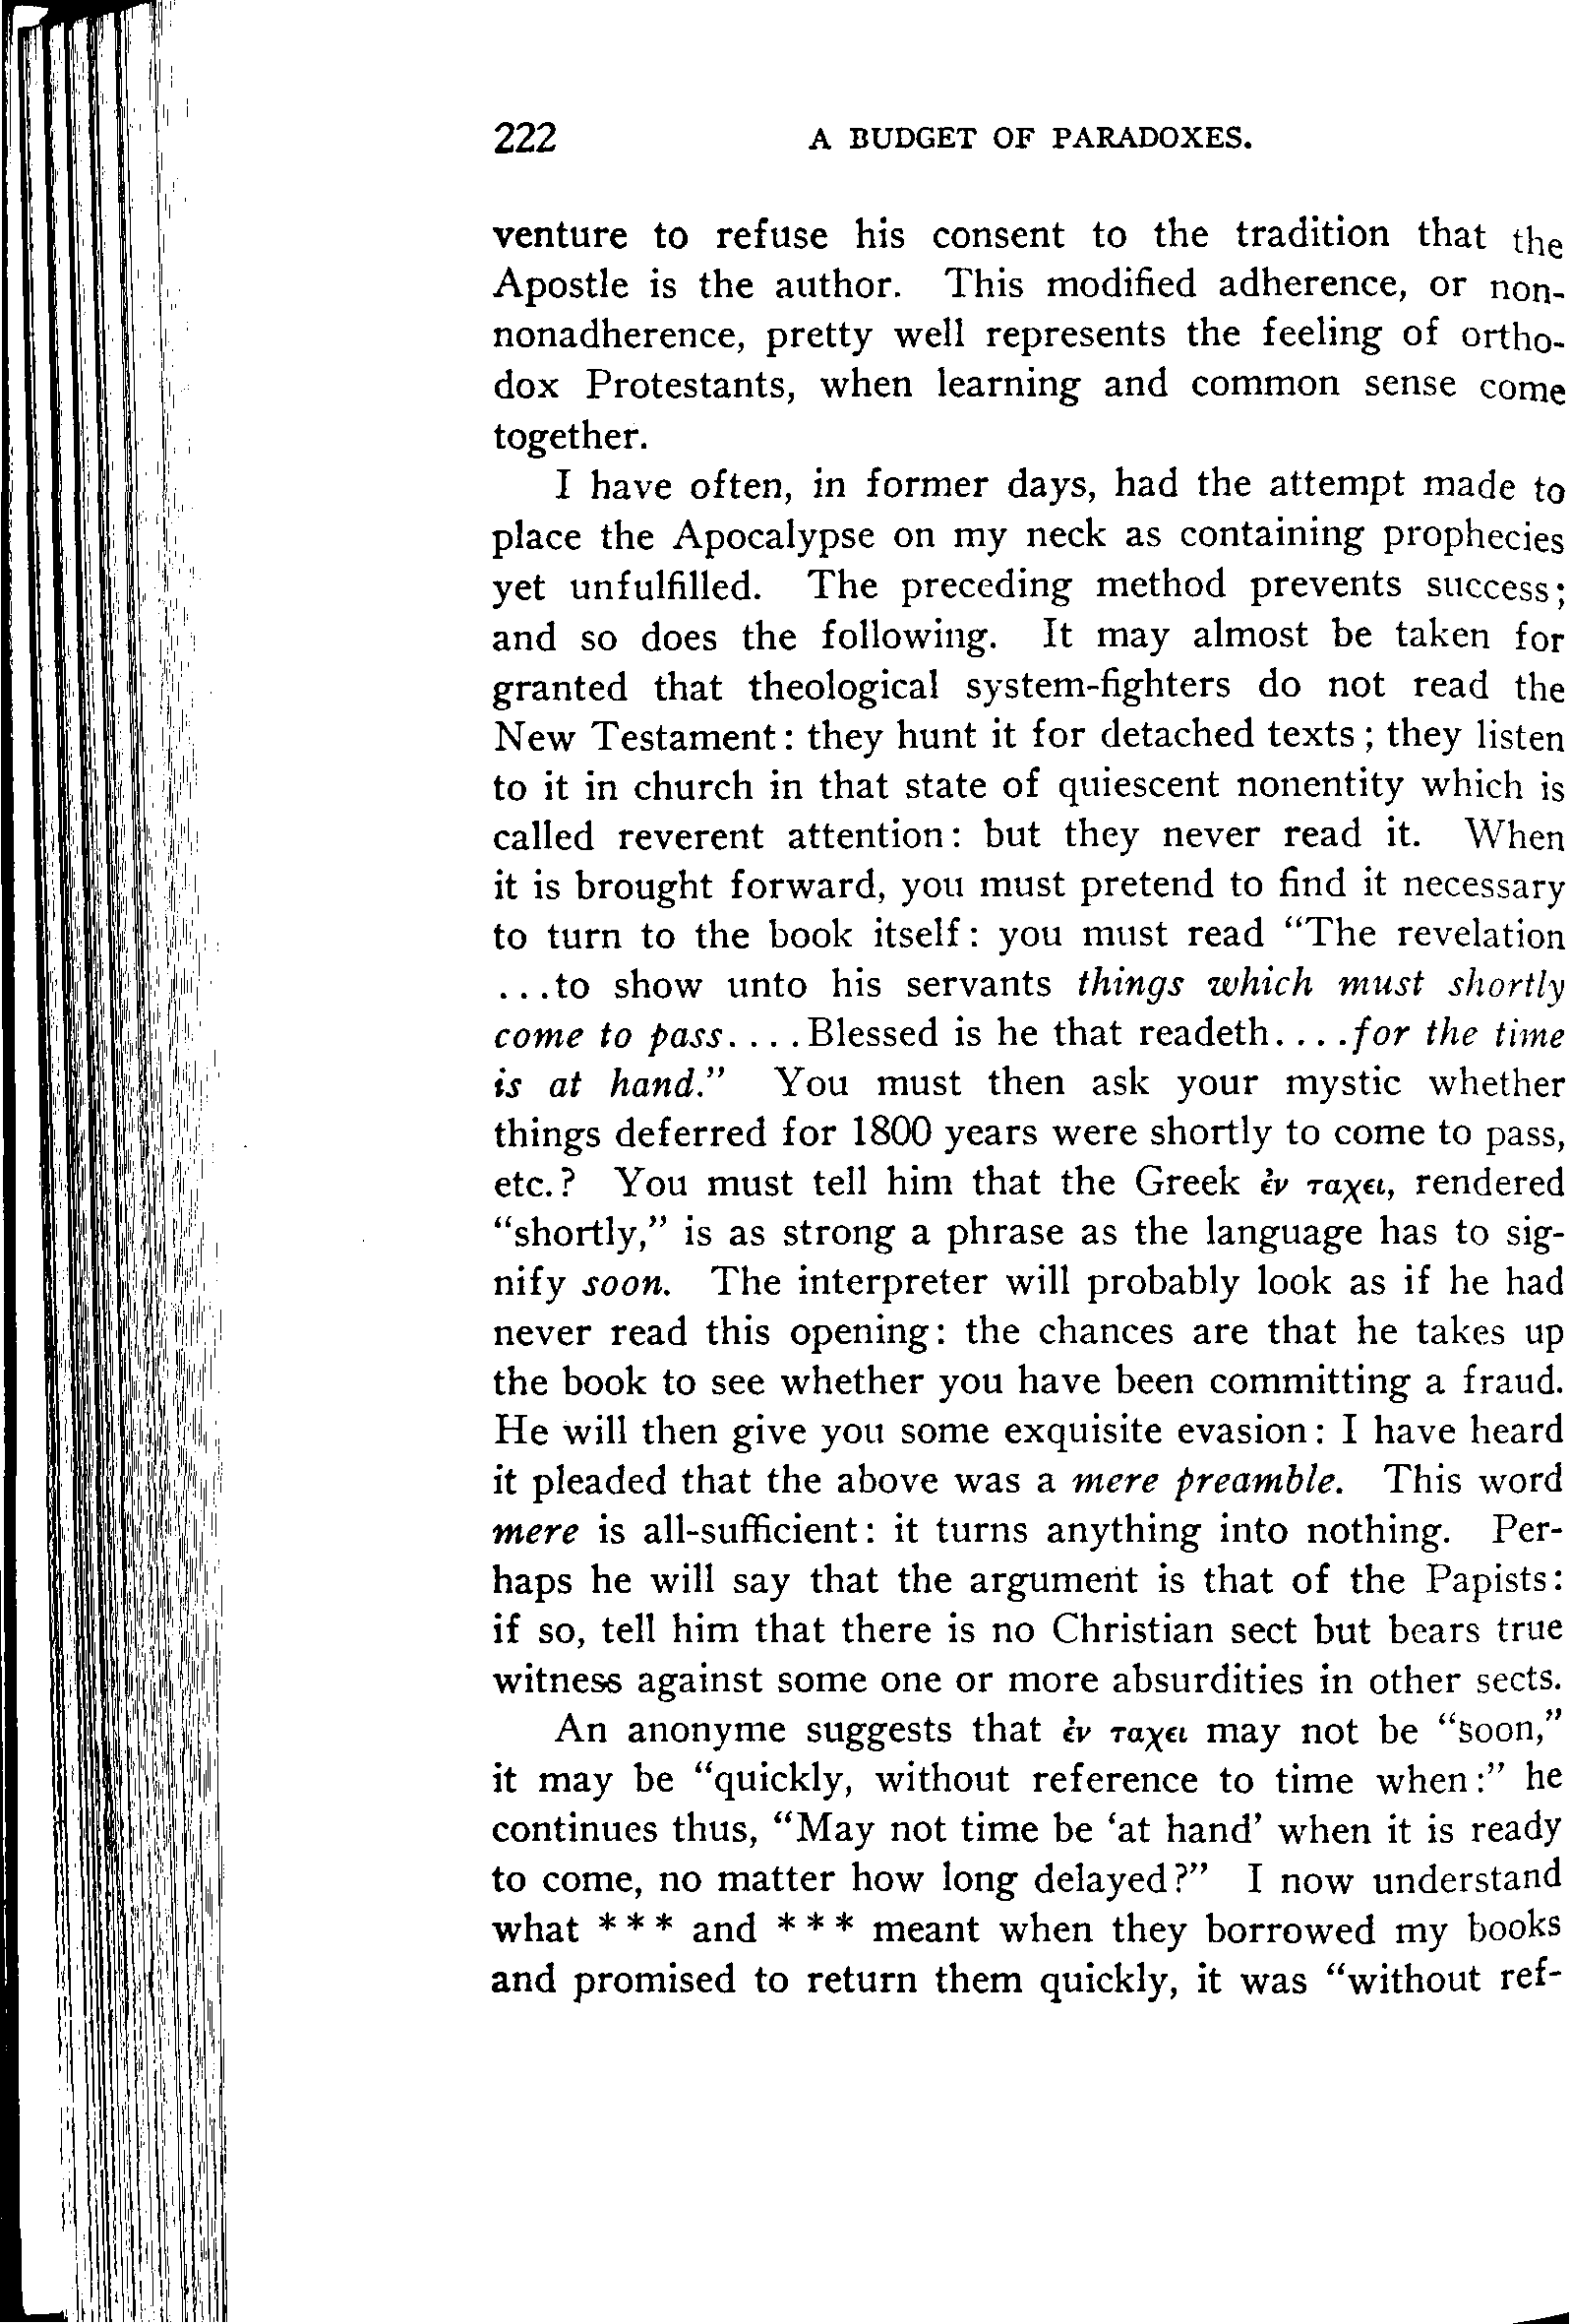 222 A BUDGET OF PARADOXES.
venture to refuse his consent to the tradition that the
Apostle is the author. This modified adherence, or non-
nonadherence, pretty well represents the feeling of ortho-
dox Protestants, when learning and common sense come
together.
I have often, in former days, had the attempt made to
place the Apocalypse on my neck as containing prophecies
yet unfulfilled. The preceding method prevents success;
and so does the following. It may almost be taken for
granted that theological system-fighters do not read the
New Testament: they hunt it for detached texts; they listen
to it in church in that state of quiescent nonentity which is
called reverent attention: but they never read it. When
it is brought forward, you must pretend to find it necessary
to turn to the book itself: you must read "The revelation
...to show unto his servants things which must shortly
come to pass....Blessed is he that readeth....for the time
is at hand." You must then ask your mystic whether
things deferred for 1800 years were shortly to come to pass,
etc.? You must tell him that the Greek ἐν ταχει, rendered
"shortly," is as strong a phrase as the language has to sig-
nify soon. The interpreter will probably look as if he had
never read this opening: the chances are that he takes up
the book to see whether you have been committing a fraud.
He will then give you some exquisite evasion: I have heard
it pleaded that the above was a mere preamble. This word
mere is all-sufficient: it turns anything into nothing. Per-
haps he will say that the argument is that of the Papists:
if so, tell him that there is no Christian sect but bears true
witness against some one or more absurdities in other sects.
An anonyme suggests that ἐν ταχει may not be "soon,"
it may be "quickly, without reference to time when:" he
continues thus, "May not time be 'at hand' when it is ready
to come, no matter how long delayed?" I now understand
what * * * and * * * meant when they borrowed my books
and promised to return them quickly, it was "without ref-